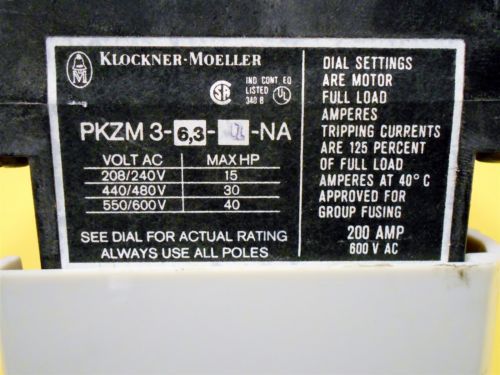 KLOCKNER-MOELLER
IND CONT. EQ
LISTED
340 B
PKZM 3-6,3- -NA
VOLT AC MAX HP
208/240V 15
440/480V 30
550/600V 40
SEE DIAL FOR ACTUAL RATING
ALWAYS USE ALL POLES
DIAL SETTINGS
ARE MOTOR
FULL LOAD
AMPERES
TRIPPING CURRENTS
ARE 125 PERCENT
OF FULL LOAD
AMPERES AT 40° C
APPROVED FOR
GROUP FUSING
200 AMP
600 V AC